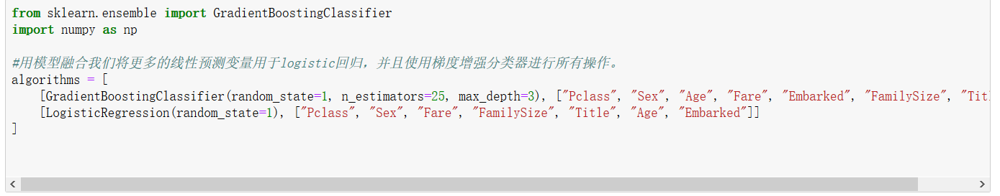 from sklearn.ensemble import GradientBoostingClassifier
import numpy as np
#用模型融合我们将更多的线性预测变量用于logistic回归，并且使用梯度增强分类器进行所有操作。
algorithms = [
    [GradientBoostingClassifier(random_state=1, n_estimators=25, max_depth=3), ["Pclass", "Sex", "Age", "Fare", "Embarked", "FamilySize",
    [LogisticRegression(random_state=1), ["Pclass", "Sex", "Fare", "FamilySize", "Title", "Age", "Embarked"]]
]